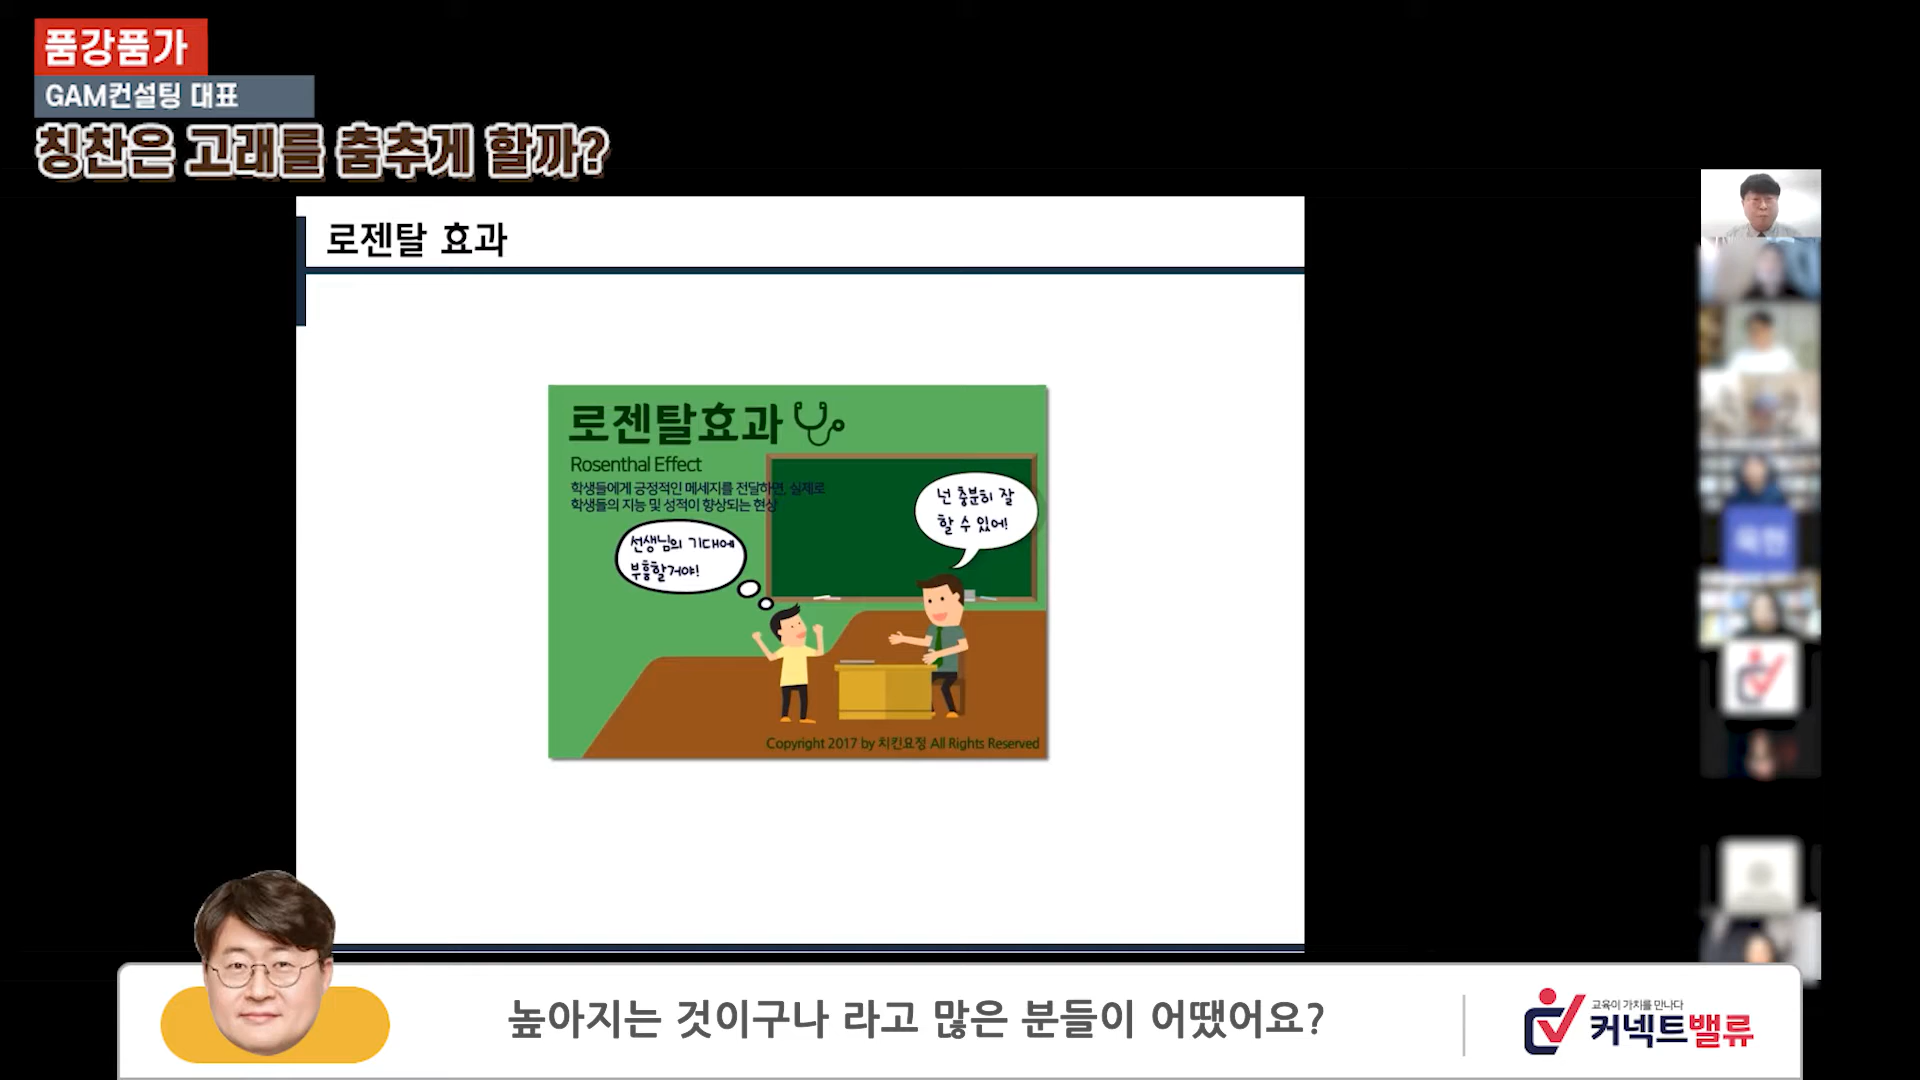 품강품가
GAM컨설팅 대표
칭찬은 고래를 춤추게 할까?
로젠탈 효과
로젠탈효과
Rosenthal Effect
학생들에게 긍정적인 메세지를 전달하면, 실제로
학생들의 지능 및 성적이 향상되는 현상
넌 충분히 잘
할 수 있어!
선생님의 기대에
부흥할거야!
Copyright 2017 by 치킨요정 All Rights Reserved
높아지는 것이구나 라고 많은 분들이 어땠어요?
교육이 가치를 만나다
커넥트밸류